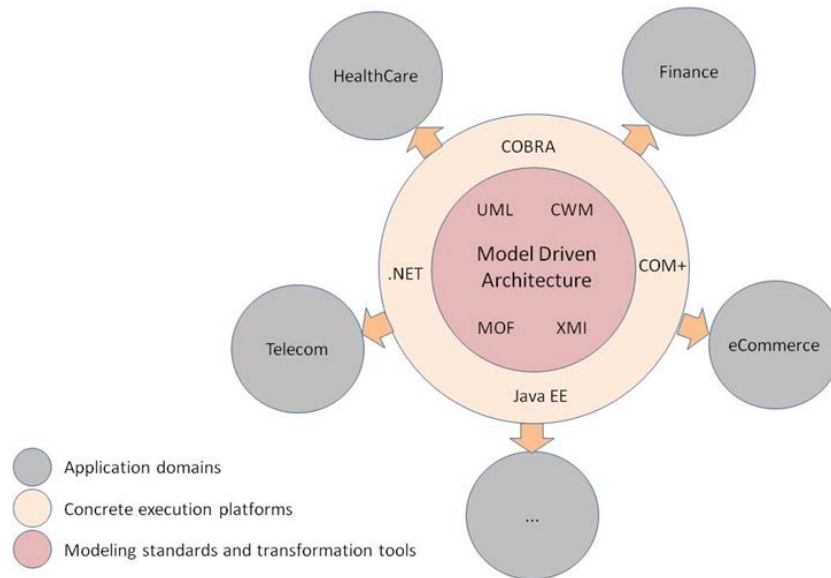 HealthCare
Finance
COBRA
UML CWM
Model Driven
Architecture
.NET
COM+
MOF XMI
Telecom
eCommerce
Java EE
...
Application domains
Concrete execution platforms
Modeling standards and transformation tools